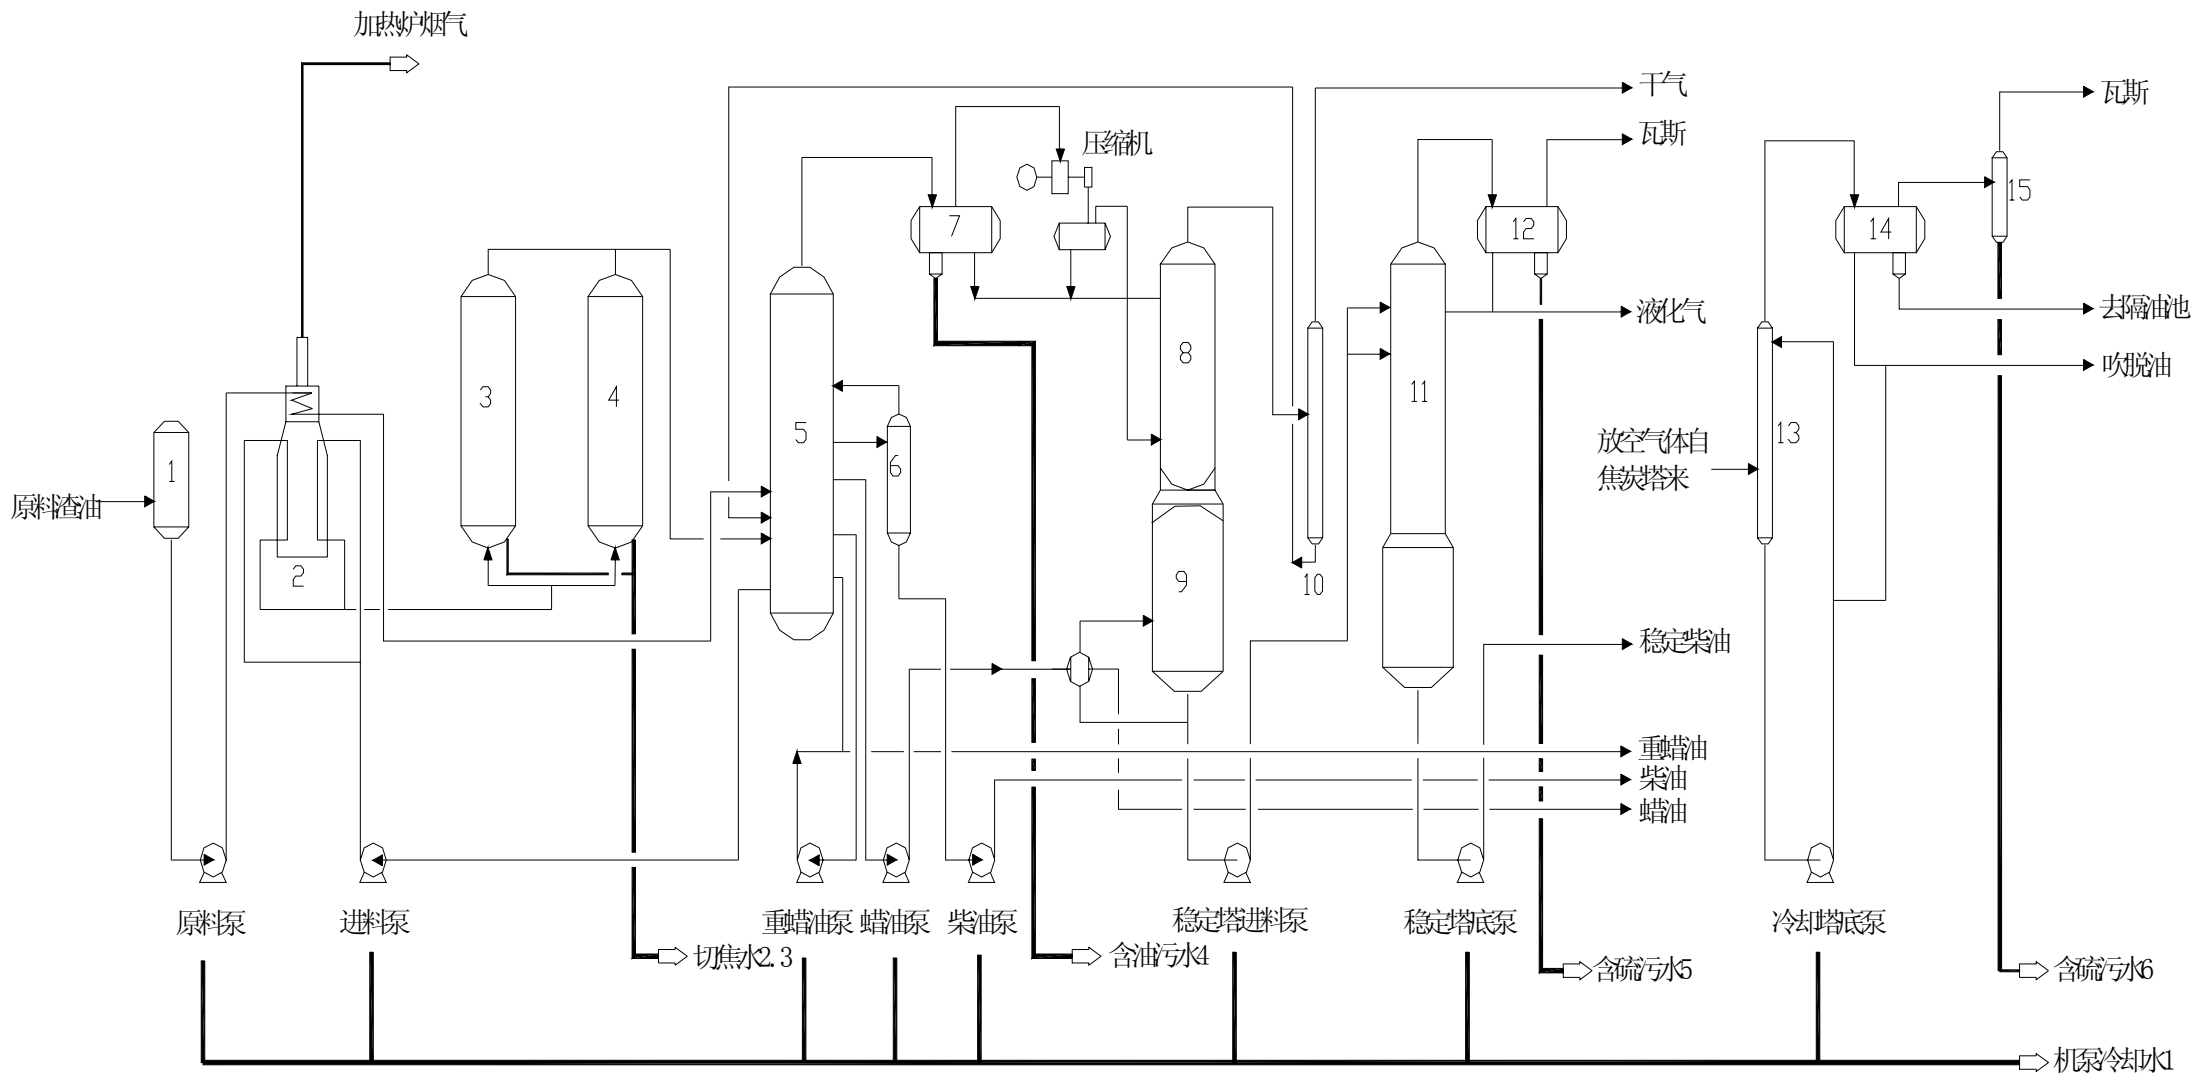 加热炉烟气
干气
瓦斯
瓦斯
压缩机
15
7
12
14
液化气
去隔油池
8
吹脱油
3
4
11
5
13
放空气体自
焦炭塔来
1
6
原料渣油
2
9
10
稳定柴油
重蜡油
柴油
蜡油
原料泵
进料泵
重蜡油泵
蜡油泵
柴油泵
稳定塔进料泵
稳定塔底泵
冷却塔底泵
切焦水2.3
含油污水4
含硫污水5
含硫污水6
机泵冷却水1